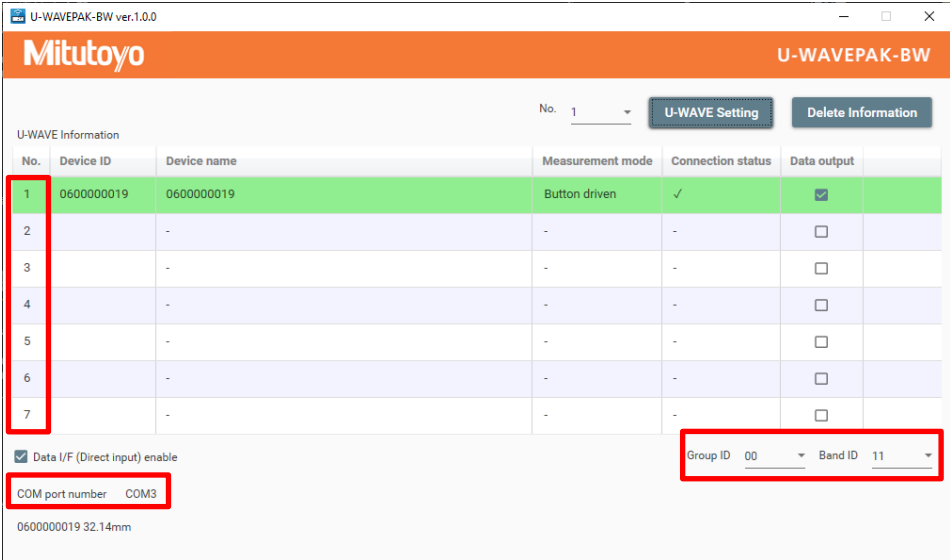 U-WAVEPAK-BW ver.1.0.0
Mitutoyo U-WAVEPAK-BW
No. 1 U-WAVE Setting Delete Information
U-WAVE Information
No. Device ID Device name Measurement mode Connection status Data output
1 0600000019 0600000019 Button driven ✓
2 - - -
3 - - -
4 - - -
5 - - -
6 - - -
7 - - -
Data I/F (Direct input) enable Group ID 00 Band ID 11
COM port number COM3
0600000019 32.14mm